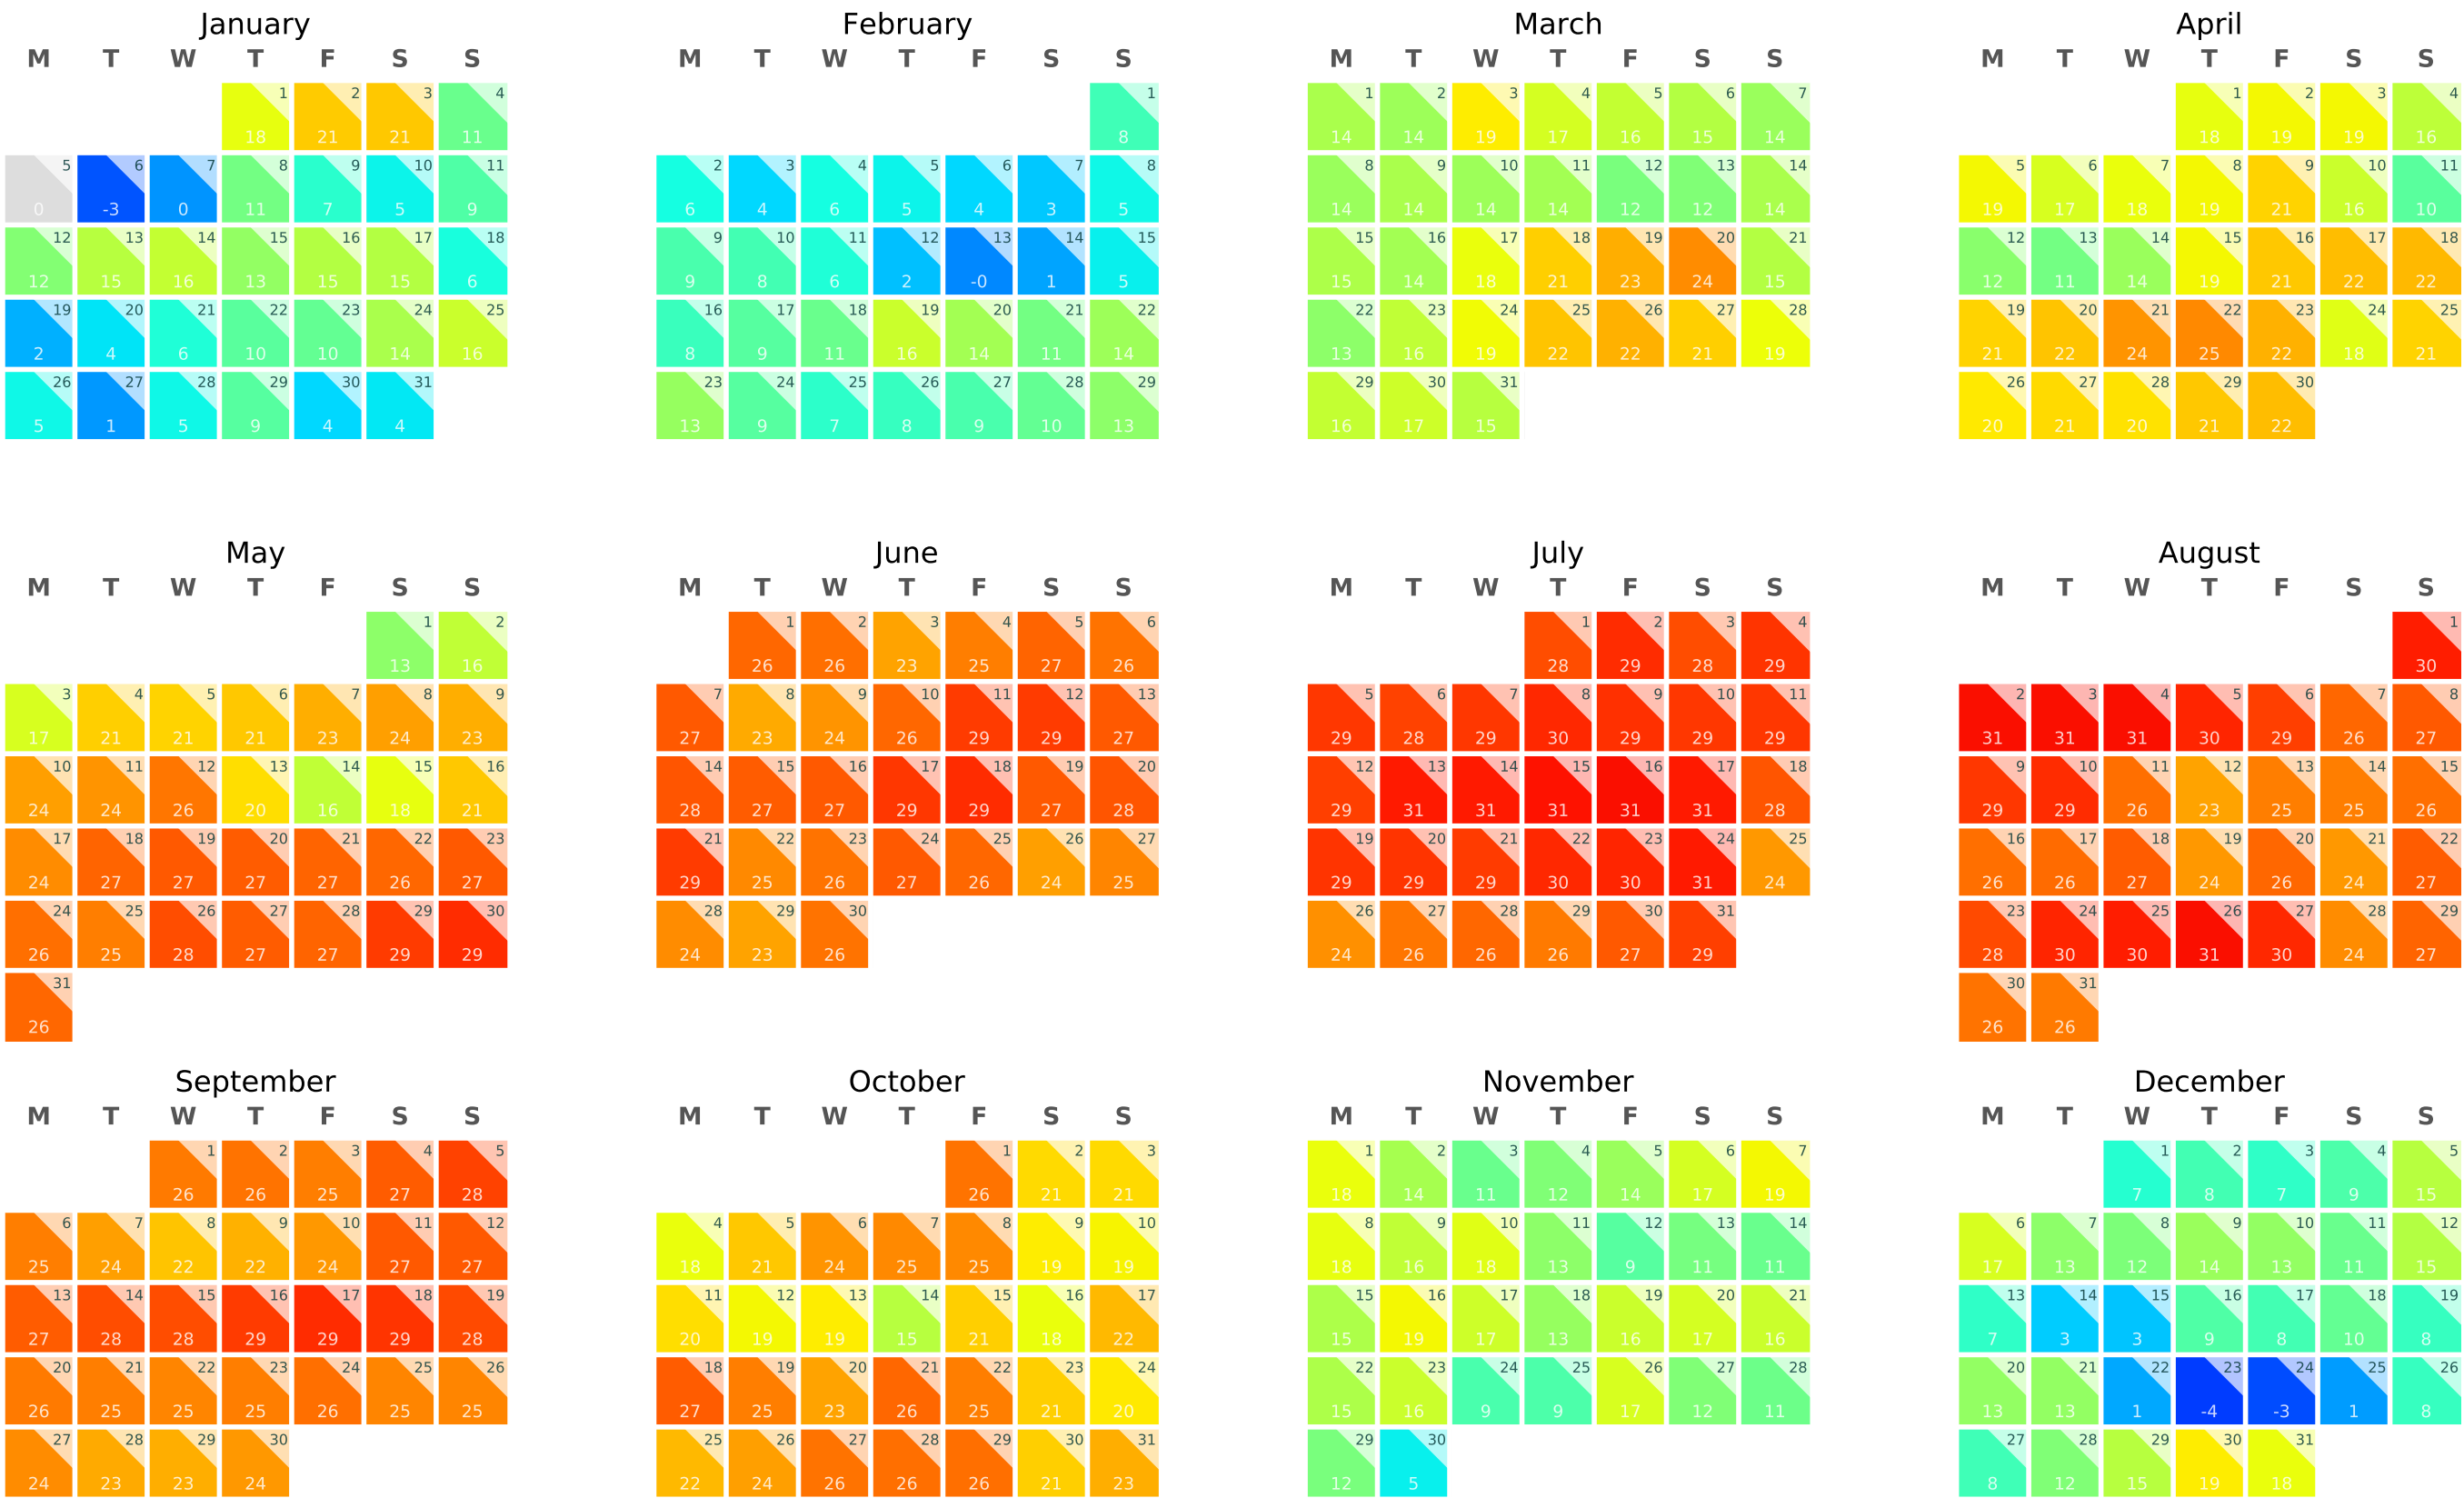 January February March April
M T W T F S S M T W T F S S M T W T F S S M T W T F S S
1 2 3 4 1 1 2 3 4 5 6 7 1 2 3 4
18 21 21 11 8 14 14 19 17 16 15 14 18 19 19 16
5 6 7 8 9 10 11 2 3 4 5 6 7 8 8 9 10 11 12 13 14 5 6 7 8 9 10 11
0 -3 0 11 7 5 9 6 4 6 5 4 3 5 14 14 14 14 12 12 14 19 17 18 19 21 16 10
12 13 14 15 16 17 18 9 10 11 12 13 14 15 15 16 17 18 19 20 21 12 13 14 15 16 17 18
12 15 16 13 15 15 6 9 8 6 2 -0 1 5 15 14 18 21 23 24 15 12 11 14 19 21 22 22
19 20 21 22 23 24 25 16 17 18 19 20 21 22 22 23 24 25 26 27 28 19 20 21 22 23 24 25
2 4 6 10 10 14 16 8 9 11 16 14 11 14 13 16 19 22 22 21 19 21 22 24 25 22 18 21
26 27 28 29 30 31 23 24 25 26 27 28 29 29 30 31 26 27 28 29 30
5 1 5 9 4 4 13 9 7 8 9 10 13 16 17 15 20 21 20 21 22
May June July August
M T W T F S S M T W T F S S M T W T F S S M T W T F S S
1 2 1 2 3 4 5 6 1 2 3 4 1
13 16 26 26 23 25 27 26 28 29 28 29 30
3 4 5 6 7 8 9 7 8 9 10 11 12 13 5 6 7 8 9 10 11 2 3 4 5 6 7 8
17 21 21 21 23 24 23 27 23 24 26 29 29 27 29 28 29 30 29 29 29 31 31 31 30 29 26 27
10 11 12 13 14 15 16 14 15 16 17 18 19 20 12 13 14 15 16 17 18 9 10 11 12 13 14 15
24 24 26 20 16 18 21 28 27 27 29 29 27 28 29 31 31 31 31 31 28 29 29 26 23 25 25 26
17 18 19 20 21 22 23 21 22 23 24 25 26 27 19 20 21 22 23 24 25 16 17 18 19 20 21 22
24 27 27 27 27 26 27 29 25 26 27 26 24 25 29 29 29 30 30 31 24 26 26 27 24 26 24 27
24 25 26 27 28 29 30 28 29 30 26 27 28 29 30 31 23 24 25 26 27 28 29
26 25 28 27 27 29 29 24 23 26 24 26 26 26 27 29 28 30 30 31 30 24 27
31 30 31
26 26 26
September October November December
M T W T F S S M T W T F S S M T W T F S S M T W T F S S
1 2 3 4 5 1 2 3 1 2 3 4 5 6 7 1 2 3 4 5
26 26 25 27 28 26 21 21 18 14 11 12 14 17 19 7 8 7 9 15
6 7 8 9 10 11 12 4 5 6 7 8 9 10 8 9 10 11 12 13 14 6 7 8 9 10 11 12
25 24 22 22 24 27 27 18 21 24 25 25 19 19 18 16 18 13 9 11 11 17 13 12 14 13 11 15
13 14 15 16 17 18 19 11 12 13 14 15 16 17 15 16 17 18 19 20 21 13 14 15 16 17 18 19
27 28 28 29 29 29 28 20 19 19 15 21 18 22 15 19 17 13 16 17 16 7 3 3 9 8 10 8
20 21 22 23 24 25 26 18 19 20 21 22 23 24 22 23 24 25 26 27 28 20 21 22 23 24 25 26
26 25 25 25 26 25 25 27 25 23 26 25 21 20 15 16 9 9 17 12 11 13 13 1 -4 -3 1 8
27 28 29 30 25 26 27 28 29 30 31 29 30 27 28 29 30 31
24 23 23 24 22 24 26 26 26 21 23 12 5 8 12 15 19 18